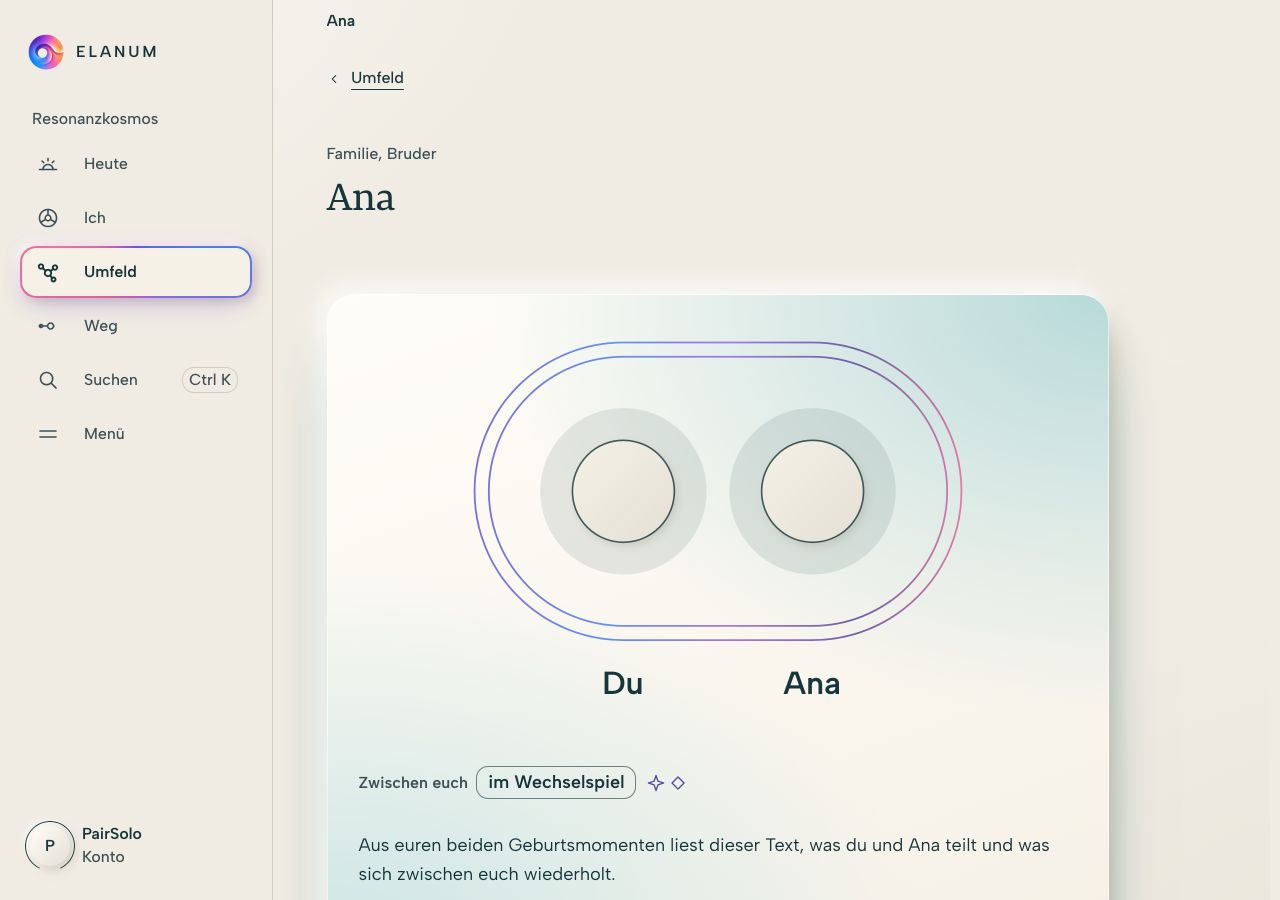 ELANUM
Resonanzkosmos
Heute
Ich
Umfeld
Weg
Suchen Ctrl K
Menü
P
PairSolo
Konto
Ana
Umfeld
Familie, Bruder
Ana
Du Ana
Zwischen euch im Wechselspiel
Aus euren beiden Geburtsmomenten liest dieser Text, was du und Ana teilt und was
sich zwischen euch wiederholt.